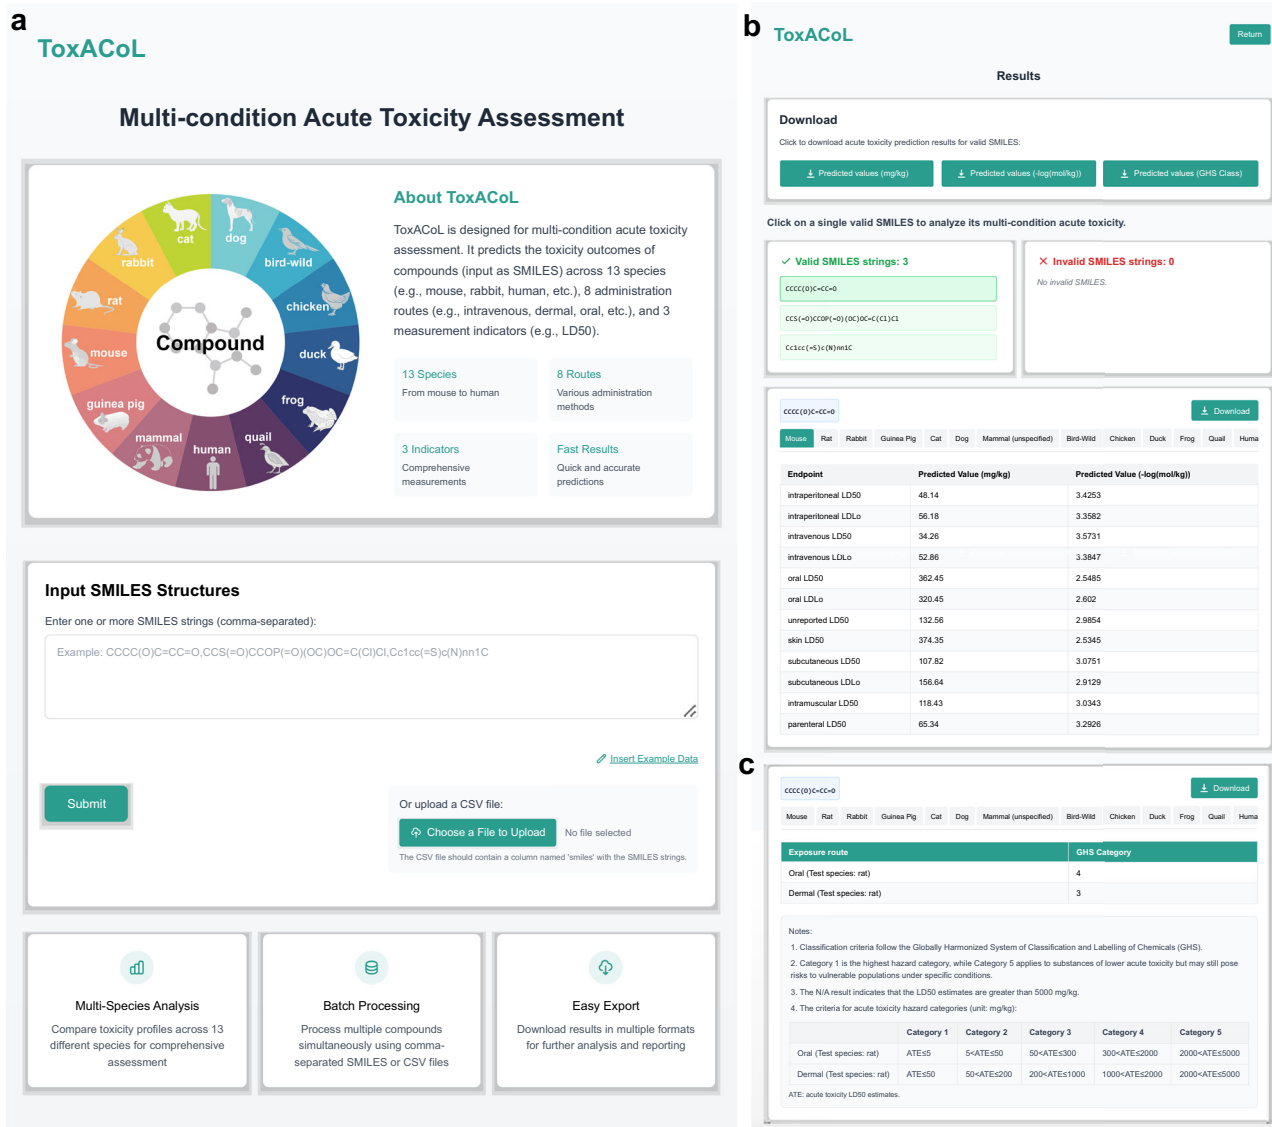 a
ToxACoL
Multi-condition Acute Toxicity Assessment
cat
dog
bird-wild
chicken
duck
frog
quail
human
mammal
guinea pig
mouse
rat
rabbit
Compound
About ToxACoL
ToxACoL is designed for multi-condition acute toxicity
assessment. It predicts the toxicity outcomes of
compounds (input as SMILES) across 13 species
(e.g., mouse, rabbit, human, etc.), 8 administration
routes (e.g., intravenous, dermal, oral, etc.), and 3
measurement indicators (e.g., LD50).
13 Species
From mouse to human
8 Routes
Various administration
methods
3 Indicators
Comprehensive
measurements
Fast Results
Quick and accurate
predictions
Input SMILES Structures
Enter one or more SMILES strings (comma-separated):
Example: CCCC(O)C=CC=O,CCS(=O)CCOP(=O)(OC)OC=C(Cl)Cl,Cc1cc(=S)c(N)nn1C
Insert Example Data
Submit
Or upload a CSV file:
Choose a File to Upload No file selected
The CSV file should contain a column named 'smiles' with the SMILES strings.
Multi-Species Analysis
Compare toxicity profiles across 13
different species for comprehensive
assessment
Batch Processing
Process multiple compounds
simultaneously using comma-
separated SMILES or CSV files
Easy Export
Download results in multiple formats
for further analysis and reporting
b
ToxACoL
Return
Results
Download
Click to download acute toxicity prediction results for valid SMILES:
Predicted values (mg/kg) Predicted values (-log(mol/kg)) Predicted values (GHS Class)
Click on a single valid SMILES to analyze its multi-condition acute toxicity.
Valid SMILES strings: 3
CCCC(O)C=CC=O
CCS(=O)CCOP(=O)(OC)OC=C(Cl)Cl
Cc1cc(=S)c(N)nn1C
Invalid SMILES strings: 0
No invalid SMILES.
CCCC(O)C=CC=O
Download
Mouse Rat Rabbit Guinea Pig Cat Dog Mammal (unspecified) Bird-Wild Chicken Duck Frog Quail Huma
Endpoint Predicted Value (mg/kg) Predicted Value (-log(mol/kg))
intraperitoneal LD50 48.14 3.4253
intraperitoneal LDLo 56.18 3.3582
intravenous LD50 34.26 3.5731
intravenous LDLo 52.86 3.3847
oral LD50 362.45 2.5485
oral LDLo 320.45 2.602
unreported LD50 132.56 2.9854
skin LD50 374.35 2.5345
subcutaneous LD50 107.82 3.0751
subcutaneous LDLo 156.64 2.9129
intramuscular LD50 118.43 3.0343
parenteral LD50 65.34 3.2926
c
CCCC(O)C=CC=O
Download
Mouse Rat Rabbit Guinea Pig Cat Dog Mammal (unspecified) Bird-Wild Chicken Duck Frog Quail Huma
Exposure route GHS Category
Oral (Test species: rat) 4
Dermal (Test species: rat) 3
Notes:
1. Classification criteria follow the Globally Harmonized System of Classification and Labelling of Chemicals (GHS).
2. Category 1 is the highest hazard category, while Category 5 applies to substances of lower acute toxicity but may still pose
risks to vulnerable populations under specific conditions.
3. The N/A result indicates that the LD50 estimates are greater than 5000 mg/kg.
4. The criteria for acute toxicity hazard categories (unit: mg/kg):
Category 1 Category 2 Category 3 Category 4 Category 5
Oral (Test species: rat) ATE≤5 5<ATE≤50 50<ATE≤300 300<ATE≤2000 2000<ATE≤5000
Dermal (Test species: rat) ATE≤50 50<ATE≤200 200<ATE≤1000 1000<ATE≤2000 2000<ATE≤5000
ATE: acute toxicity LD50 estimates.